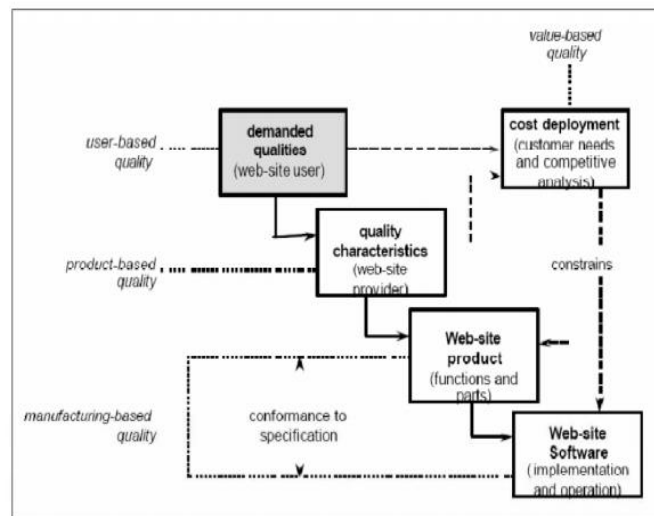 value-based
quality
demanded
qualities
(web-site user)
cost deployment
(customer needs
and competitive
analysis)
user-based
quality
quality
characteristics
(web-site
provider)
product-based
quality
constrains
Web-site
product
(functions and
parts)
manufacturing-based
quality
conformance to
specification
Web-site
Software
(implementation
and operation)